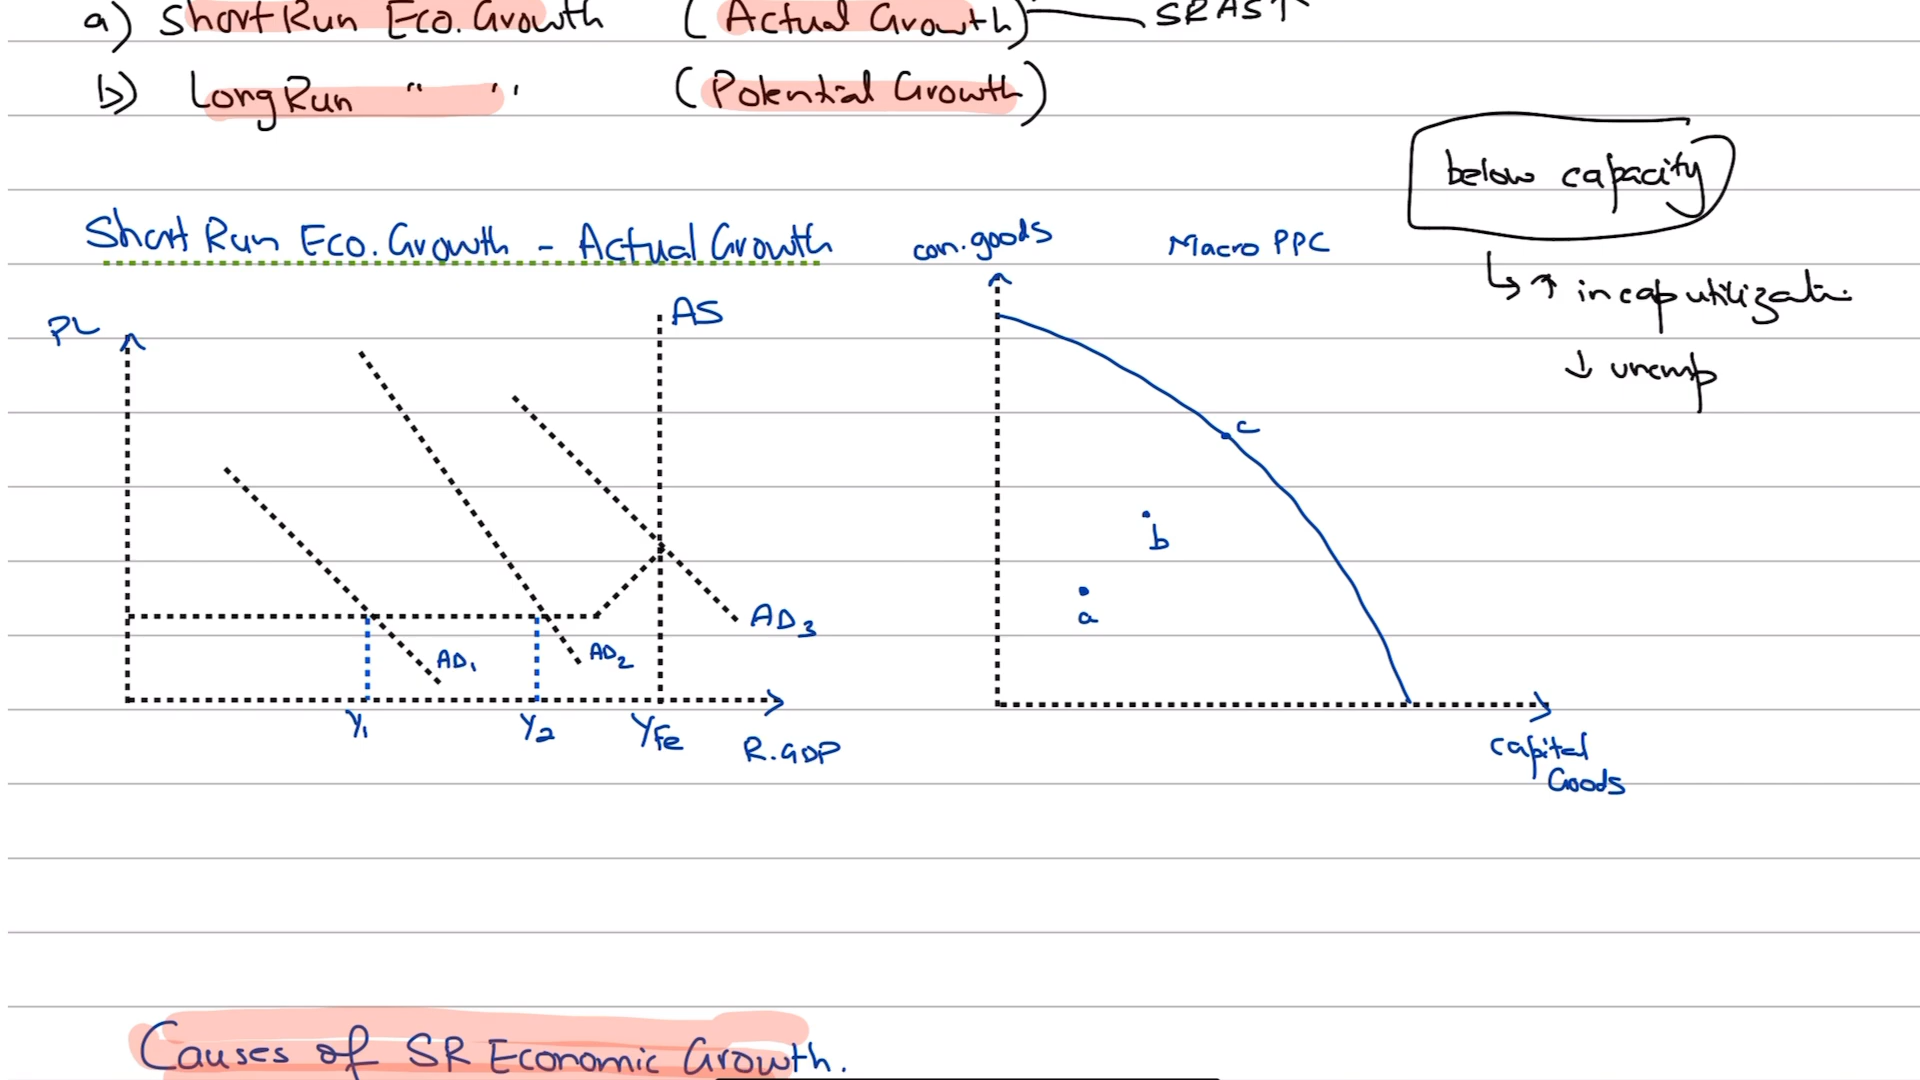 a) Short Run Eco. Growth (Actual Growth) SRAS↑
b) Long Run " " (Potential Growth)
below capacity
Short Run Eco. Growth - Actual Growth
con. goods
Macro PPC
↳ ↑ in cap utilizati.
↓ unemp
PL
AS
c
b
a
AD₃
AD₁
AD₂
Y₁
Y₂
YFe
R.GDP
capital
Goods
Causes of SR Economic Growth.